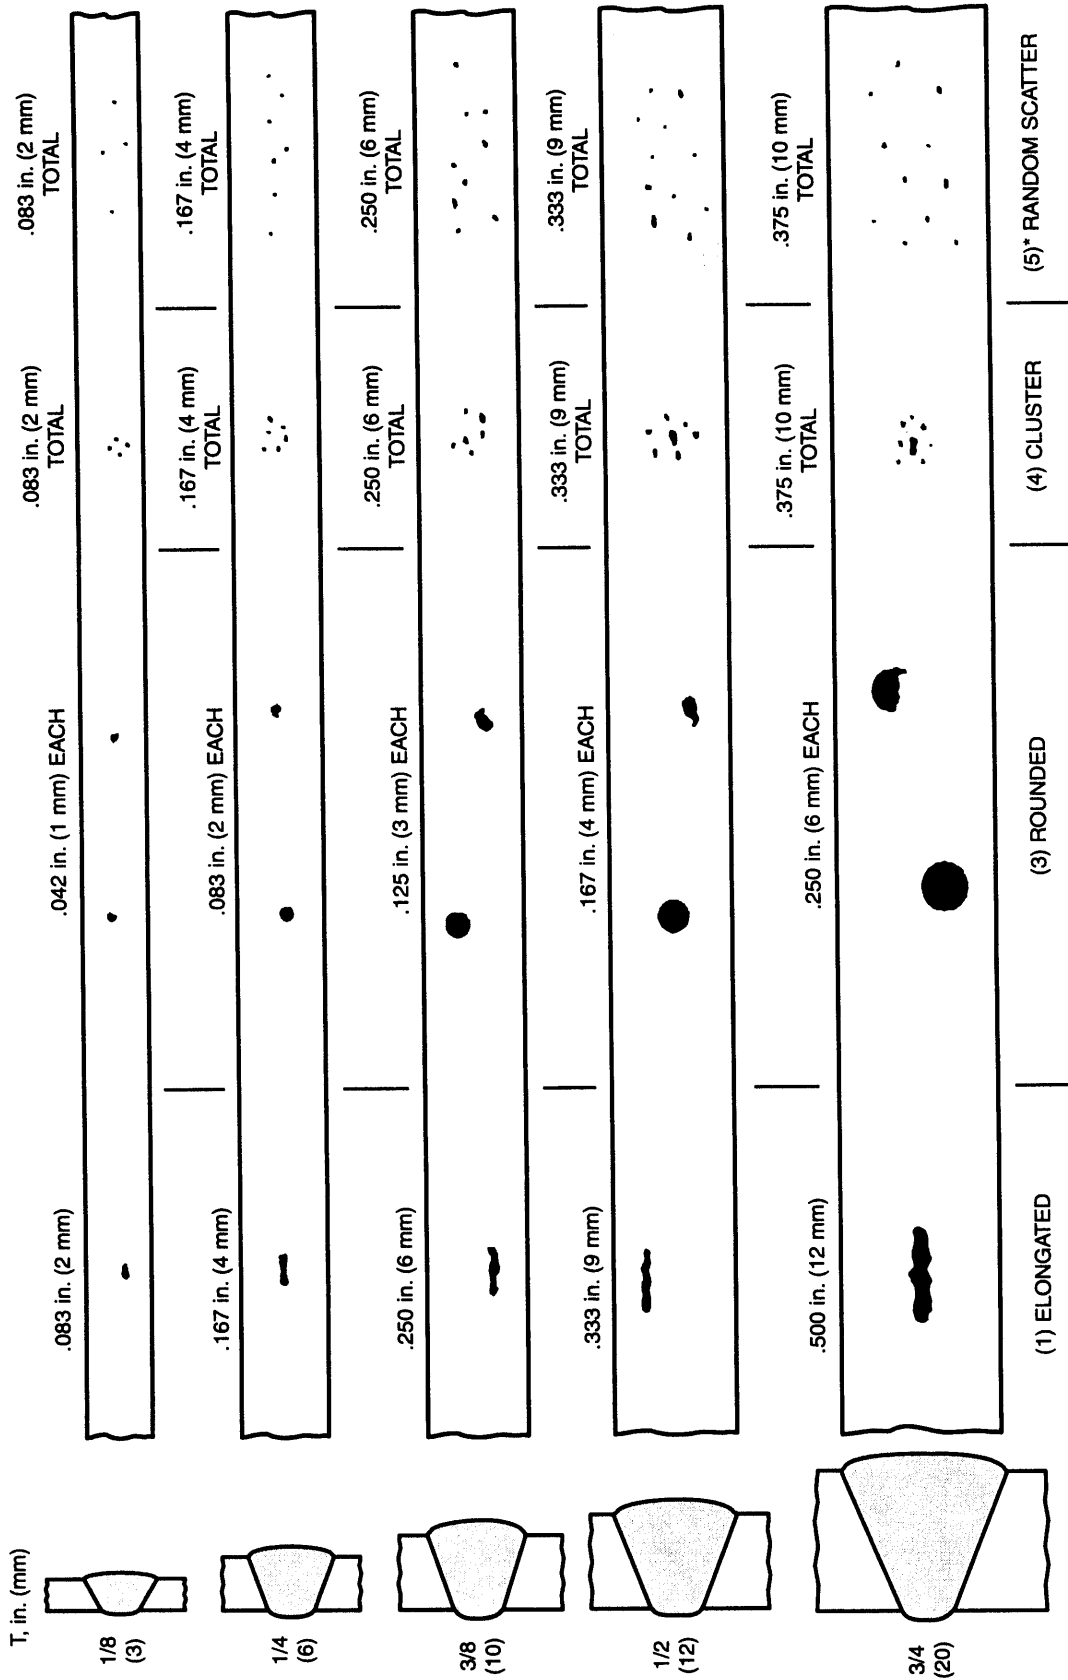 T, in. (mm)
1/8
(3)
.083 in. (2 mm)
.042 in. (1 mm) EACH
.083 in. (2 mm)
TOTAL
.083 in. (2 mm)
TOTAL
1/4
(6)
.167 in. (4 mm)
.083 in. (2 mm) EACH
.167 in. (4 mm)
TOTAL
.167 in. (4 mm)
TOTAL
3/8
(10)
.250 in. (6 mm)
.125 in. (3 mm) EACH
.250 in. (6 mm)
TOTAL
.250 in. (6 mm)
TOTAL
1/2
(12)
.333 in. (9 mm)
.167 in. (4 mm) EACH
.333 in. (9 mm)
TOTAL
.333 in. (9 mm)
TOTAL
3/4
(20)
.500 in. (12 mm)
.250 in. (6 mm) EACH
.375 in. (10 mm)
TOTAL
.375 in. (10 mm)
TOTAL
(1) ELONGATED
(3) ROUNDED
(4) CLUSTER
(5)* RANDOM SCATTER